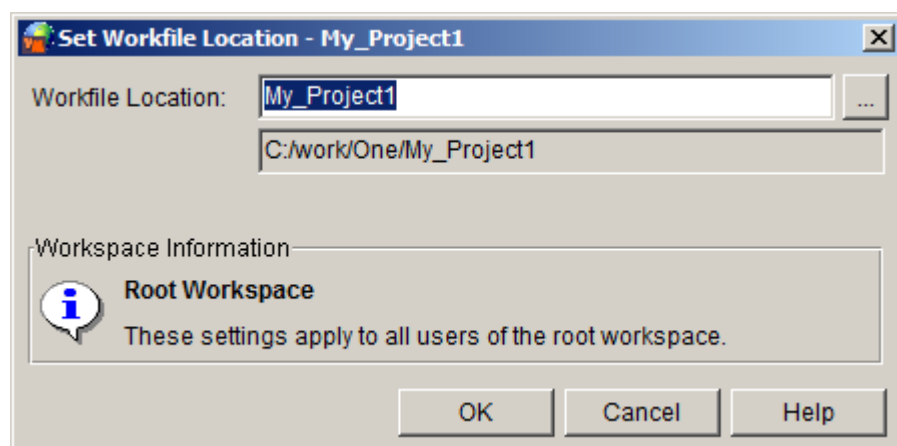 Set Workfile Location - My_Project1
Workfile Location: My_Project1 ...
C:/work/One/My_Project1
Workspace Information
Root Workspace
These settings apply to all users of the root workspace.
OK Cancel Help